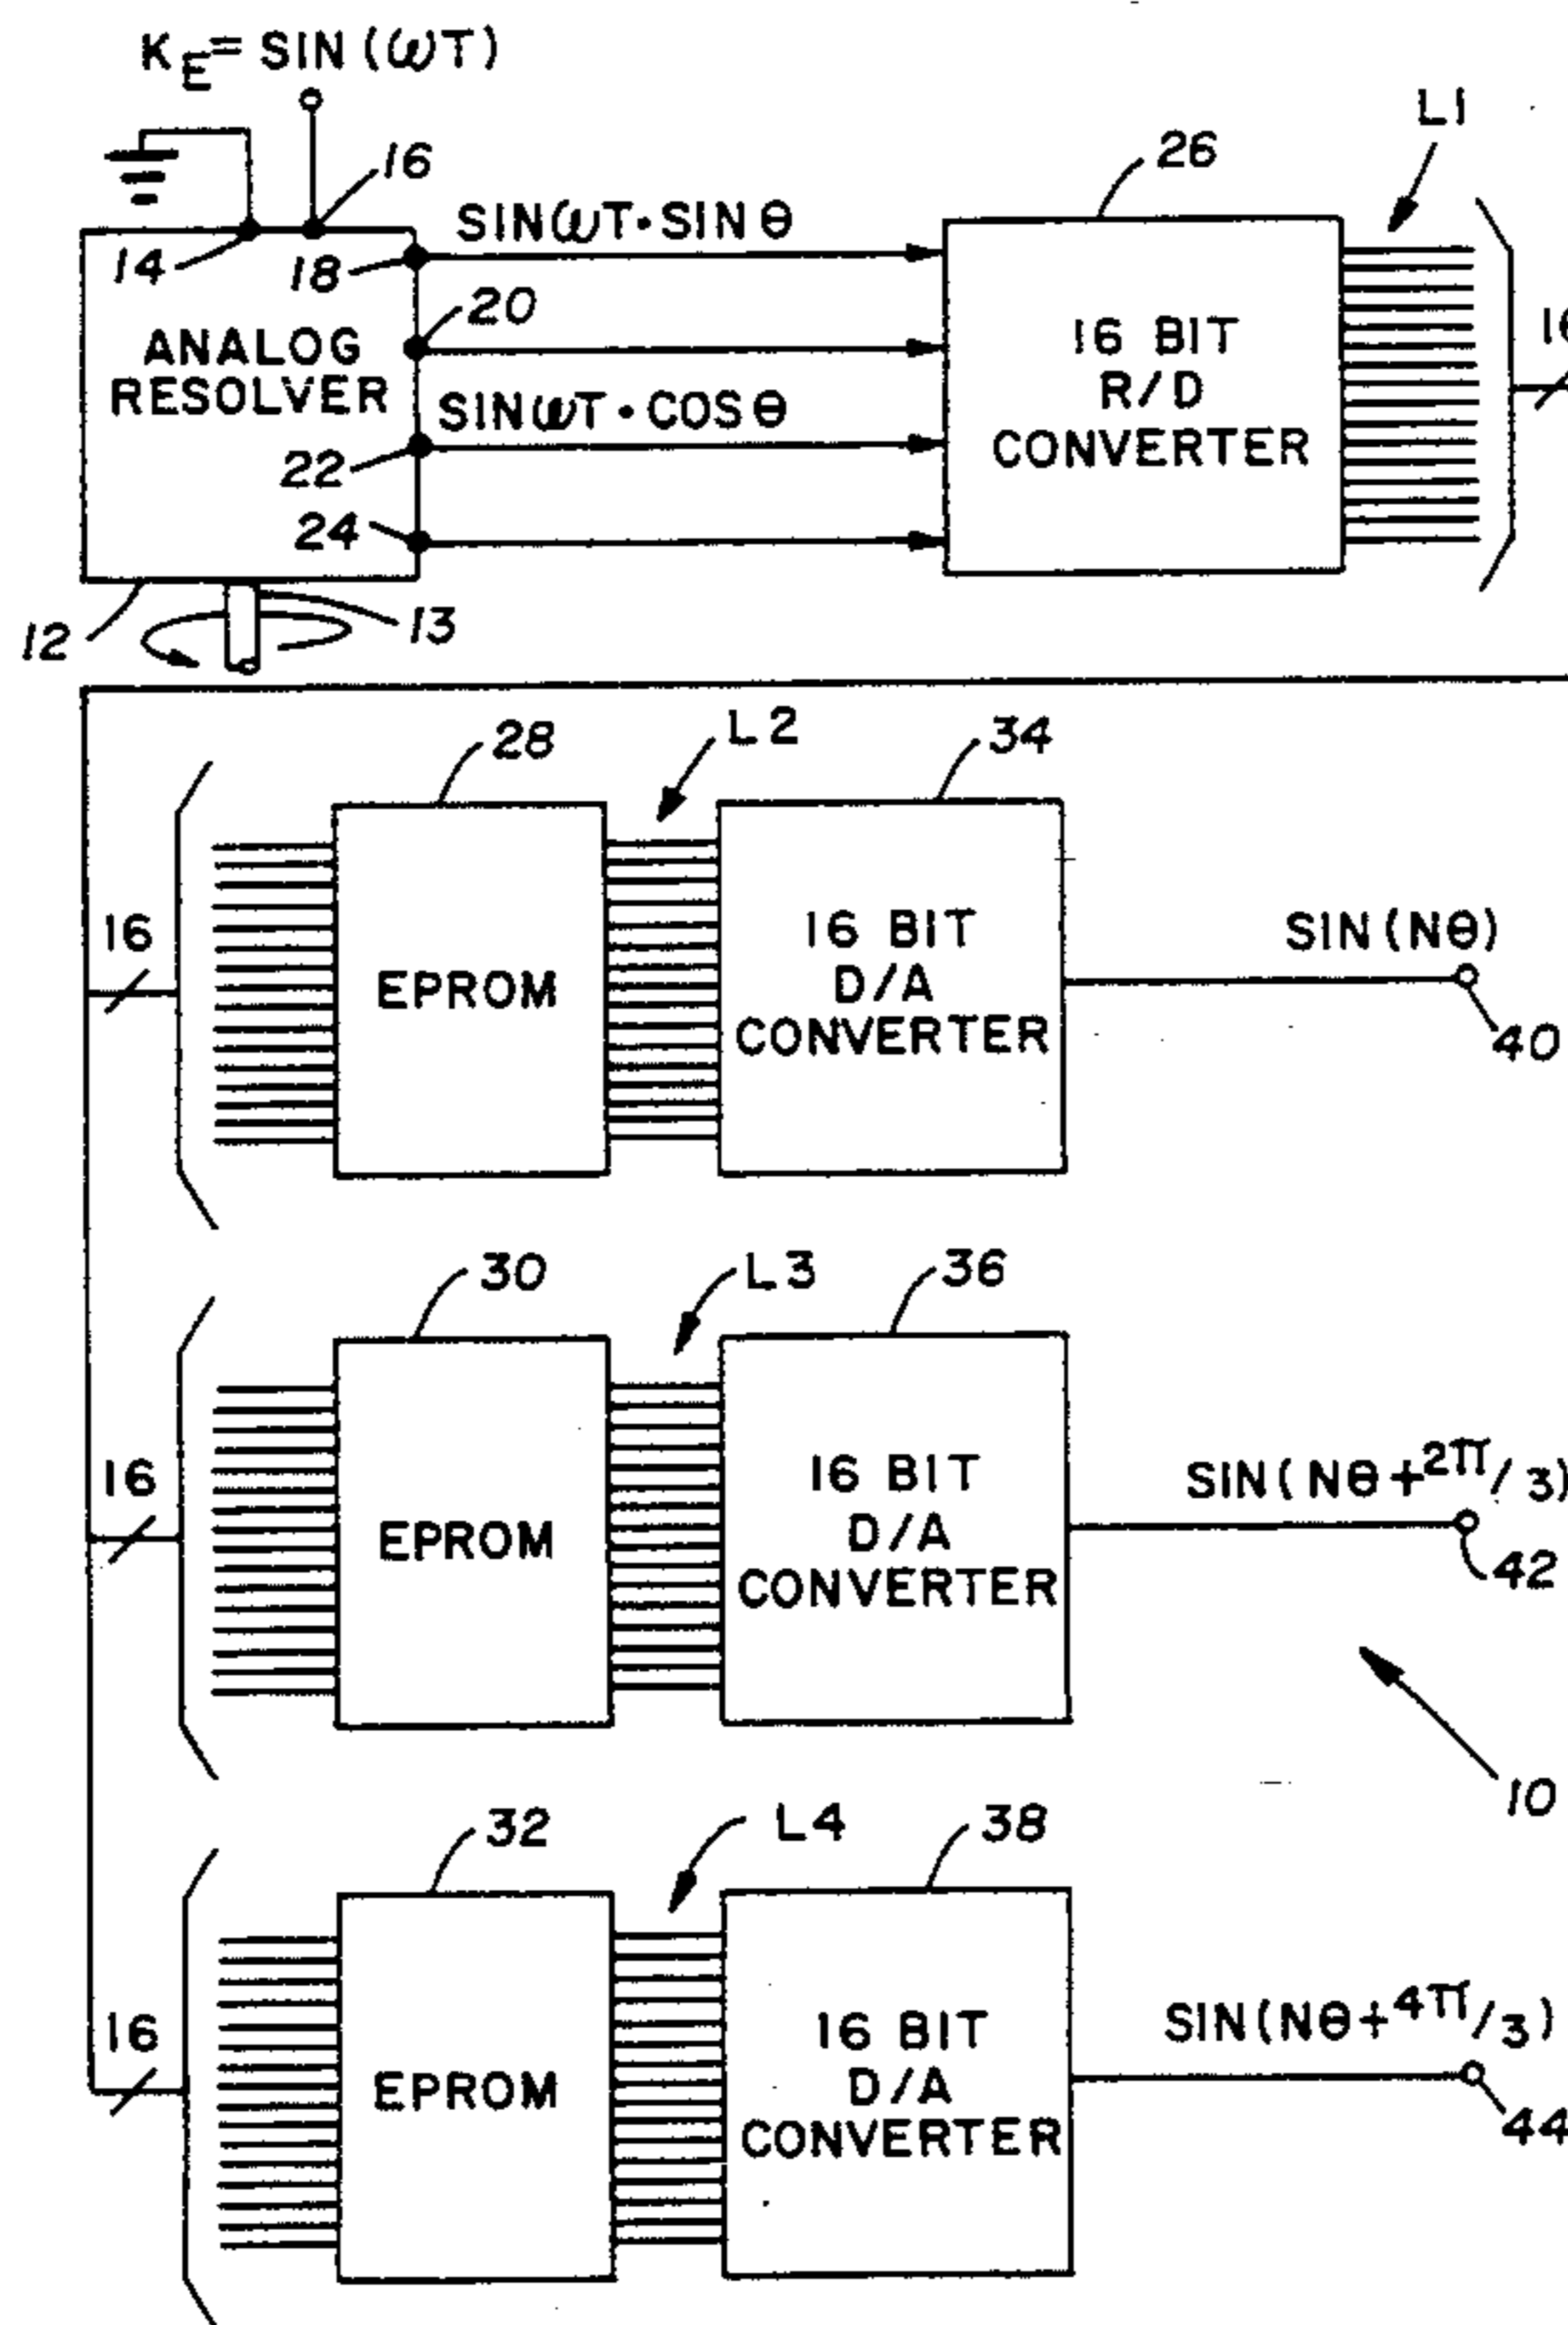 K_E = SIN (ωT)
L1
26
16
SINωT·SINθ
14
18
20
ANALOG
RESOLVER
16 BIT
R/D
CONVERTER
SINωT·COSθ
22
24
12
13
28
L2
34
16
EPROM
16 BIT
D/A
CONVERTER
SIN(Nθ)
40
30
L3
36
16
EPROM
16 BIT
D/A
CONVERTER
SIN(Nθ+2π/3)
42
10
32
L4
38
16
EPROM
16 BIT
D/A
CONVERTER
SIN(Nθ+4π/3)
44